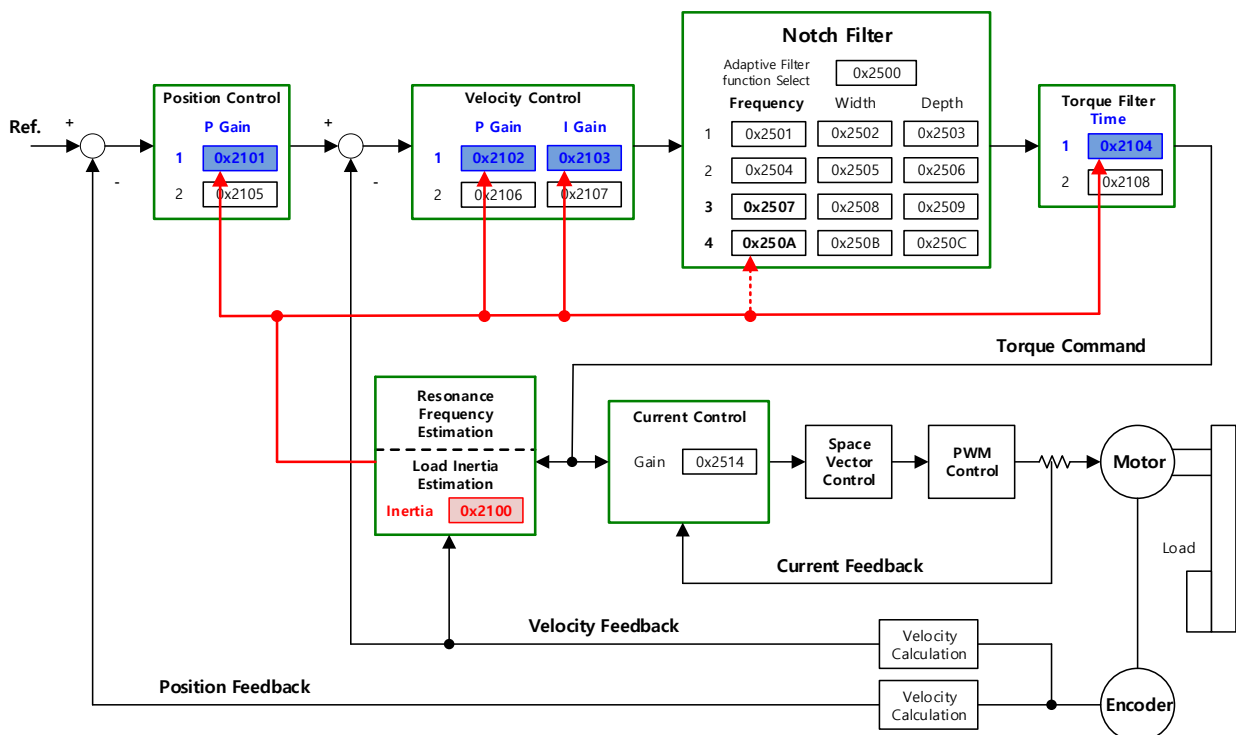 Notch Filter
Adaptive Filter
function Select
0x2500
Frequency Width Depth
1 0x2501 0x2502 0x2503
2 0x2504 0x2505 0x2506
3 0x2507 0x2508 0x2509
4 0x250A 0x250B 0x250C
Ref.
+
-
Position Control
P Gain
1 0x2101
2 0x2105
+
-
Velocity Control
P Gain I Gain
1 0x2102 0x2103
2 0x2106 0x2107
Torque Filter
Time
1 0x2104
2 0x2108
Torque Command
Resonance
Frequency
Estimation
Load Inertia
Estimation
Inertia 0x2100
Current Control
Gain 0x2514
Space
Vector
Control
PWM
Control
Motor
Load
Current Feedback
Velocity Feedback
Velocity
Calculation
Position Feedback
Velocity
Calculation
Encoder